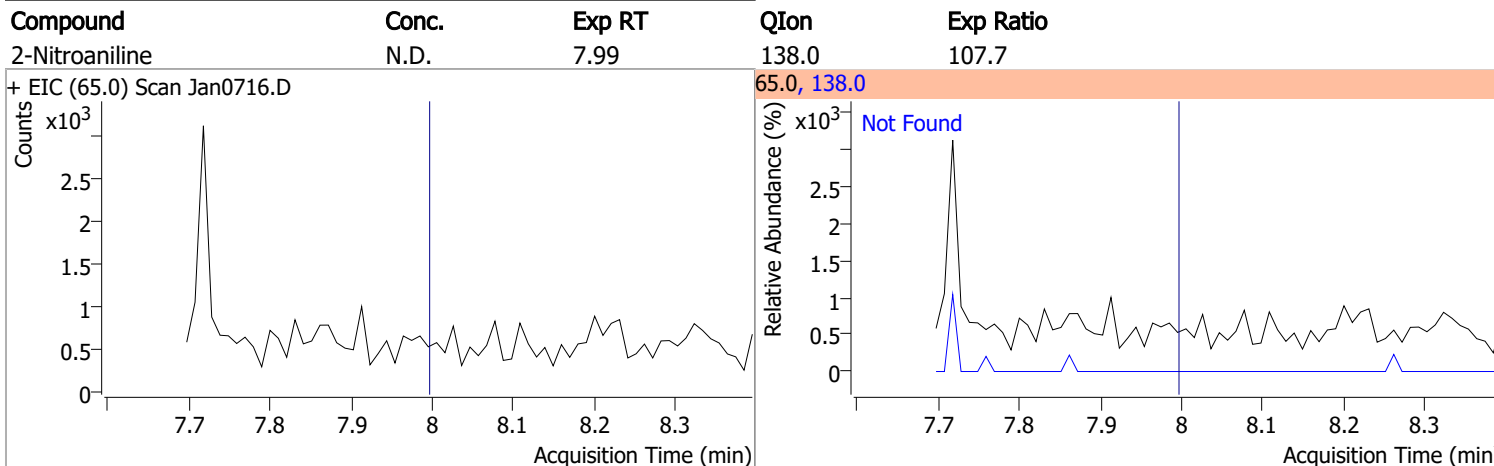 Compound Conc. Exp RT QIon Exp Ratio
2-Nitroaniline N.D. 7.99 138.0 107.7
+ EIC (65.0) Scan Jan0716.D
Counts
x10³
2.5
2
1.5
1
0.5
0
7.7 7.8 7.9 8 8.1 8.2 8.3
Acquisition Time (min)
65.0, 138.0
Relative Abundance (%)
x10³
Not Found
2.5
2
1.5
1
0.5
0
7.7 7.8 7.9 8 8.1 8.2 8.3
Acquisition Time (min